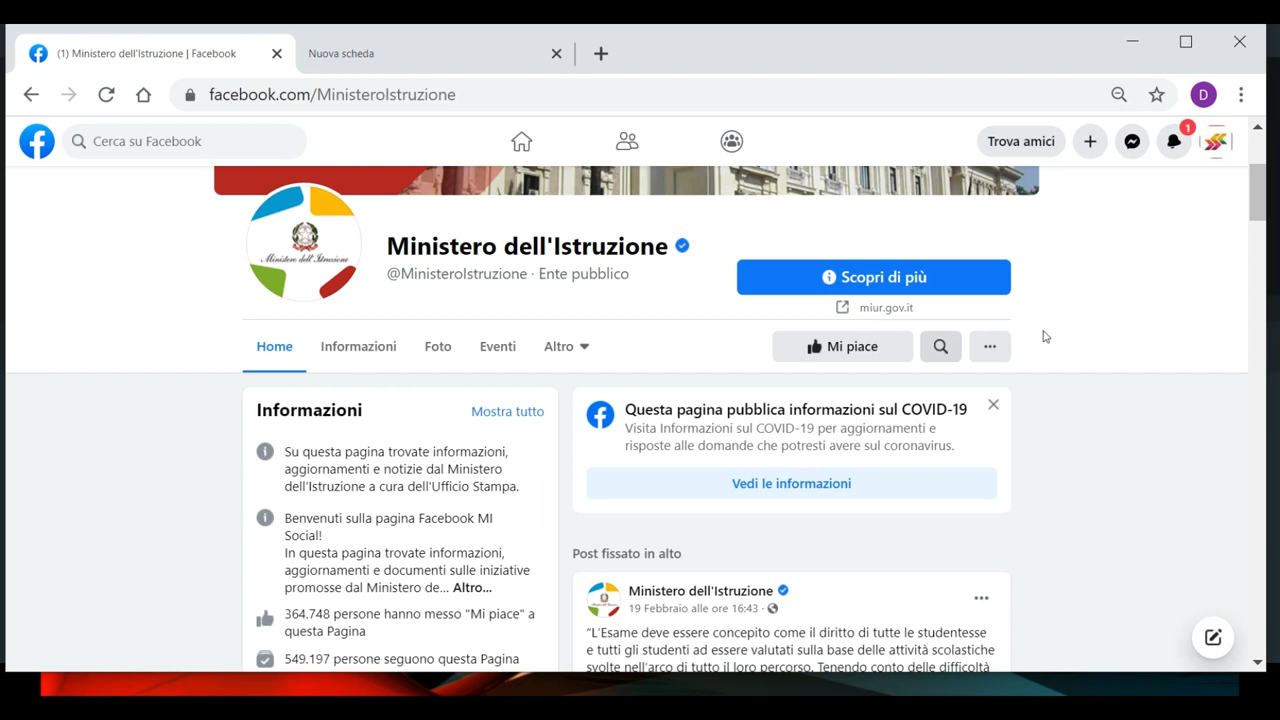 (1) Ministero dell'Istruzione | Facebook
Nuova scheda
facebook.com/MinisteroIstruzione
D
Cerca su Facebook
Trova amici
1
Ministero dell'Istruzione
Ministero dell'Istruzione
@MinisteroIstruzione · Ente pubblico
Scopri di più
miur.gov.it
Home
Informazioni
Foto
Eventi
Altro
Mi piace
Informazioni
Mostra tutto
Su questa pagina trovate informazioni,
aggiornamenti e notizie dal Ministero
dell'Istruzione a cura dell'Ufficio Stampa.
Benvenuti sulla pagina Facebook MI
Social!
In questa pagina trovate informazioni,
aggiornamenti e documenti sulle iniziative
promosse dal Ministero de... Altro...
364.748 persone hanno messo "Mi piace" a
questa Pagina
549.197 persone seguono questa Pagina
Questa pagina pubblica informazioni sul COVID-19
Visita Informazioni sul COVID-19 per aggiornamenti e
risposte alle domande che potresti avere sul coronavirus.
Vedi le informazioni
Post fissato in alto
Ministero dell'Istruzione
19 Febbraio alle ore 16:43 ·
“L'Esame deve essere concepito come il diritto di tutte le studentesse
e tutti gli studenti ad essere valutati sulla base delle attività scolastiche
svolte nell'arco di tutto il loro percorso. Tenendo conto delle difficoltà